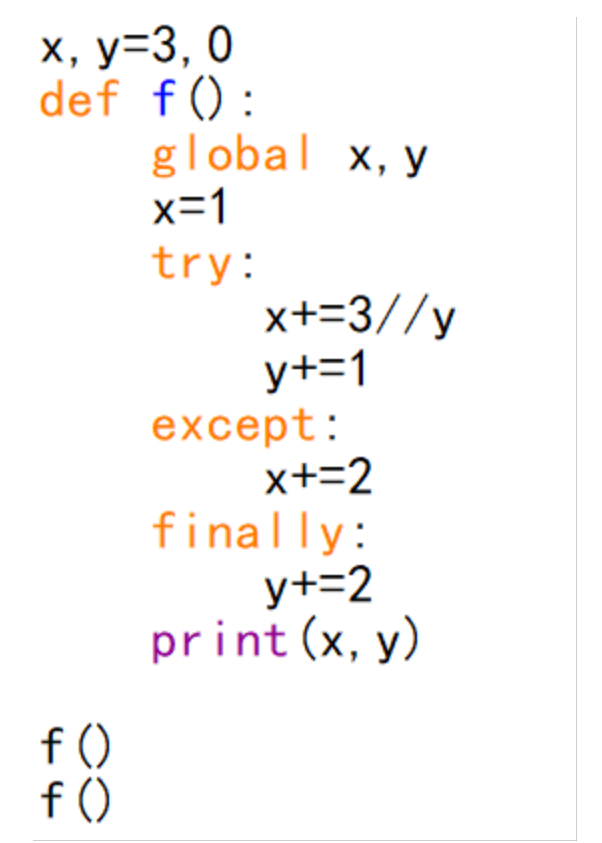 x, y=3, 0
def f():
    global x, y
    x=1
    try:
        x+=3//y
        y+=1
    except:
        x+=2
    finally:
        y+=2
    print(x, y)

f()
f()